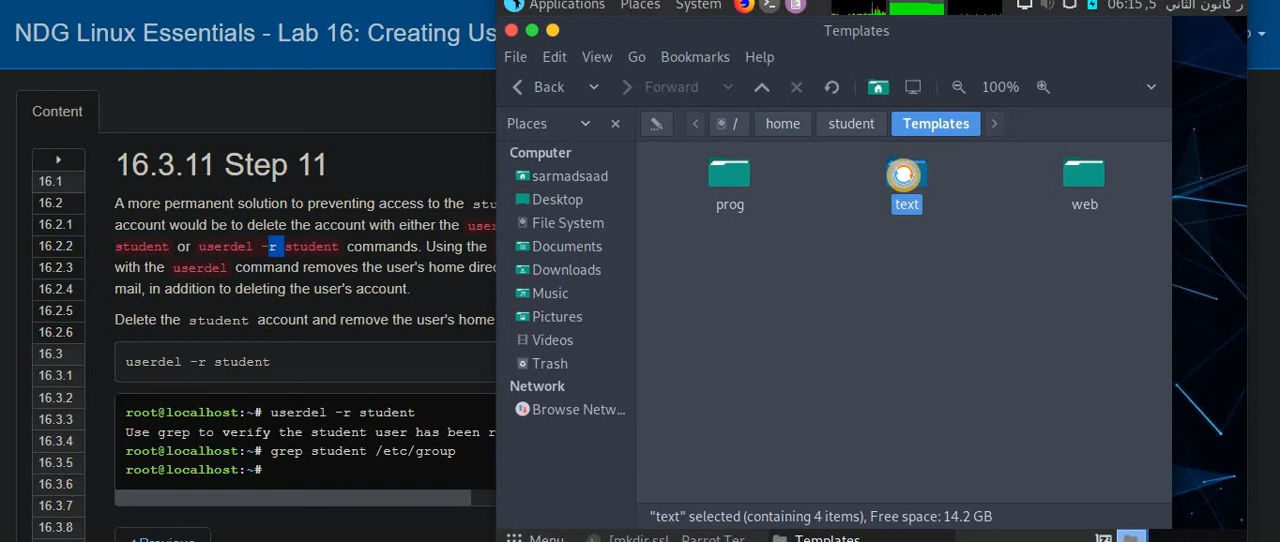 NDG Linux Essentials - Lab 16: Creating Us
Content
16.1
16.2
16.2.1
16.2.2
16.2.3
16.2.4
16.2.5
16.2.6
16.3
16.3.1
16.3.2
16.3.3
16.3.4
16.3.5
16.3.6
16.3.7
16.3.8
16.3.11 Step 11
A more permanent solution to preventing access to the stu
account would be to delete the account with either the user
student or userdel -r student commands. Using the
with the userdel command removes the user's home direc
mail, in addition to deleting the user's account.
Delete the student account and remove the user's home
userdel -r student
root@localhost:~# userdel -r student
Use grep to verify the student user has been r
root@localhost:~# grep student /etc/group
root@localhost:~#
Previous
Applications Places System
ر كانون الثاني 5, 06:15
Templates
File Edit View Go Bookmarks Help
Back Forward 100%
Places
/ home student Templates
Computer
sarmadsaad
Desktop
File System
Documents
Downloads
Music
Pictures
Videos
Trash
Network
Browse Netw...
prog
text
web
"text" selected (containing 4 items), Free space: 14.2 GB
Menu
[mkdir ssl - Parrot Ter...
Templates